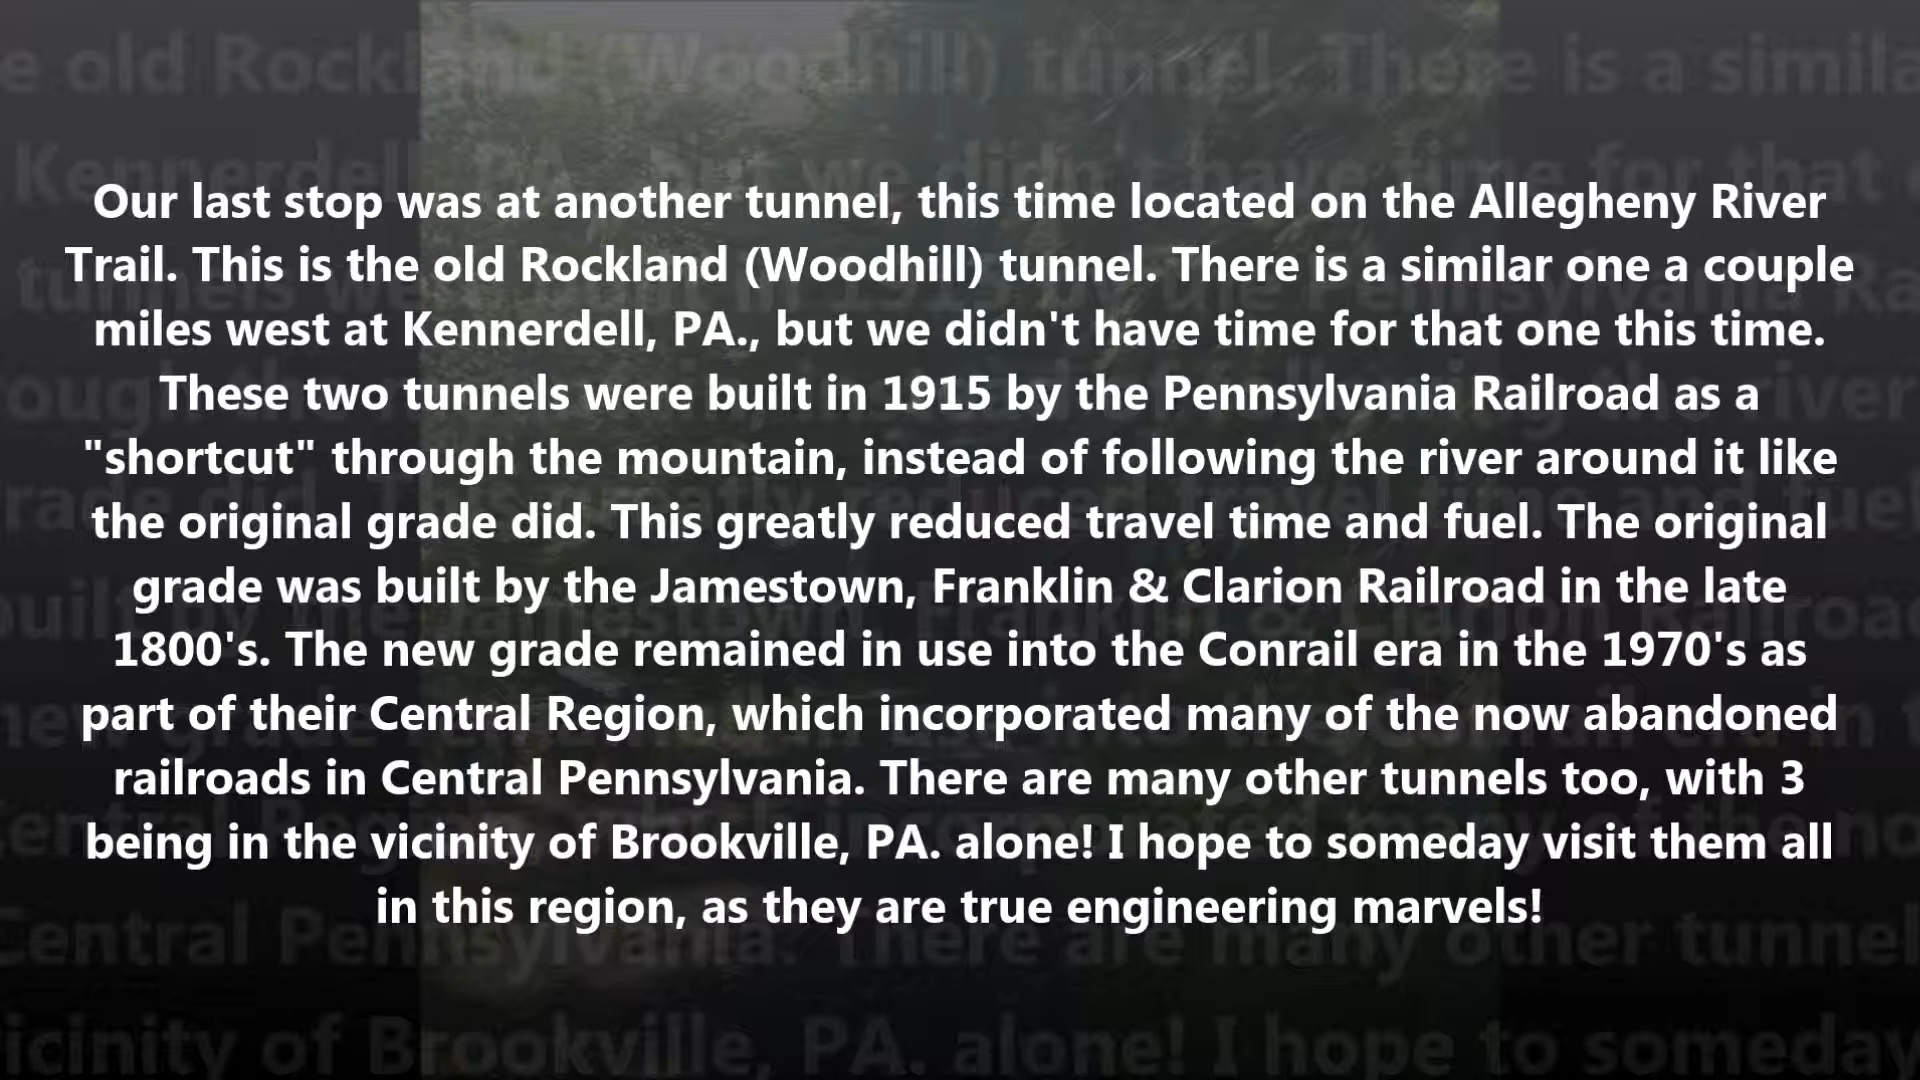 Our last stop was at another tunnel, this time located on the Allegheny River
Trail. This is the old Rockland (Woodhill) tunnel. There is a similar one a couple
miles west at Kennerdell, PA., but we didn't have time for that one this time.
These two tunnels were built in 1915 by the Pennsylvania Railroad as a
"shortcut" through the mountain, instead of following the river around it like
the original grade did. This greatly reduced travel time and fuel. The original
grade was built by the Jamestown, Franklin & Clarion Railroad in the late
1800's. The new grade remained in use into the Conrail era in the 1970's as
part of their Central Region, which incorporated many of the now abandoned
railroads in Central Pennsylvania. There are many other tunnels too, with 3
being in the vicinity of Brookville, PA. alone! I hope to someday visit them all
in this region, as they are true engineering marvels!